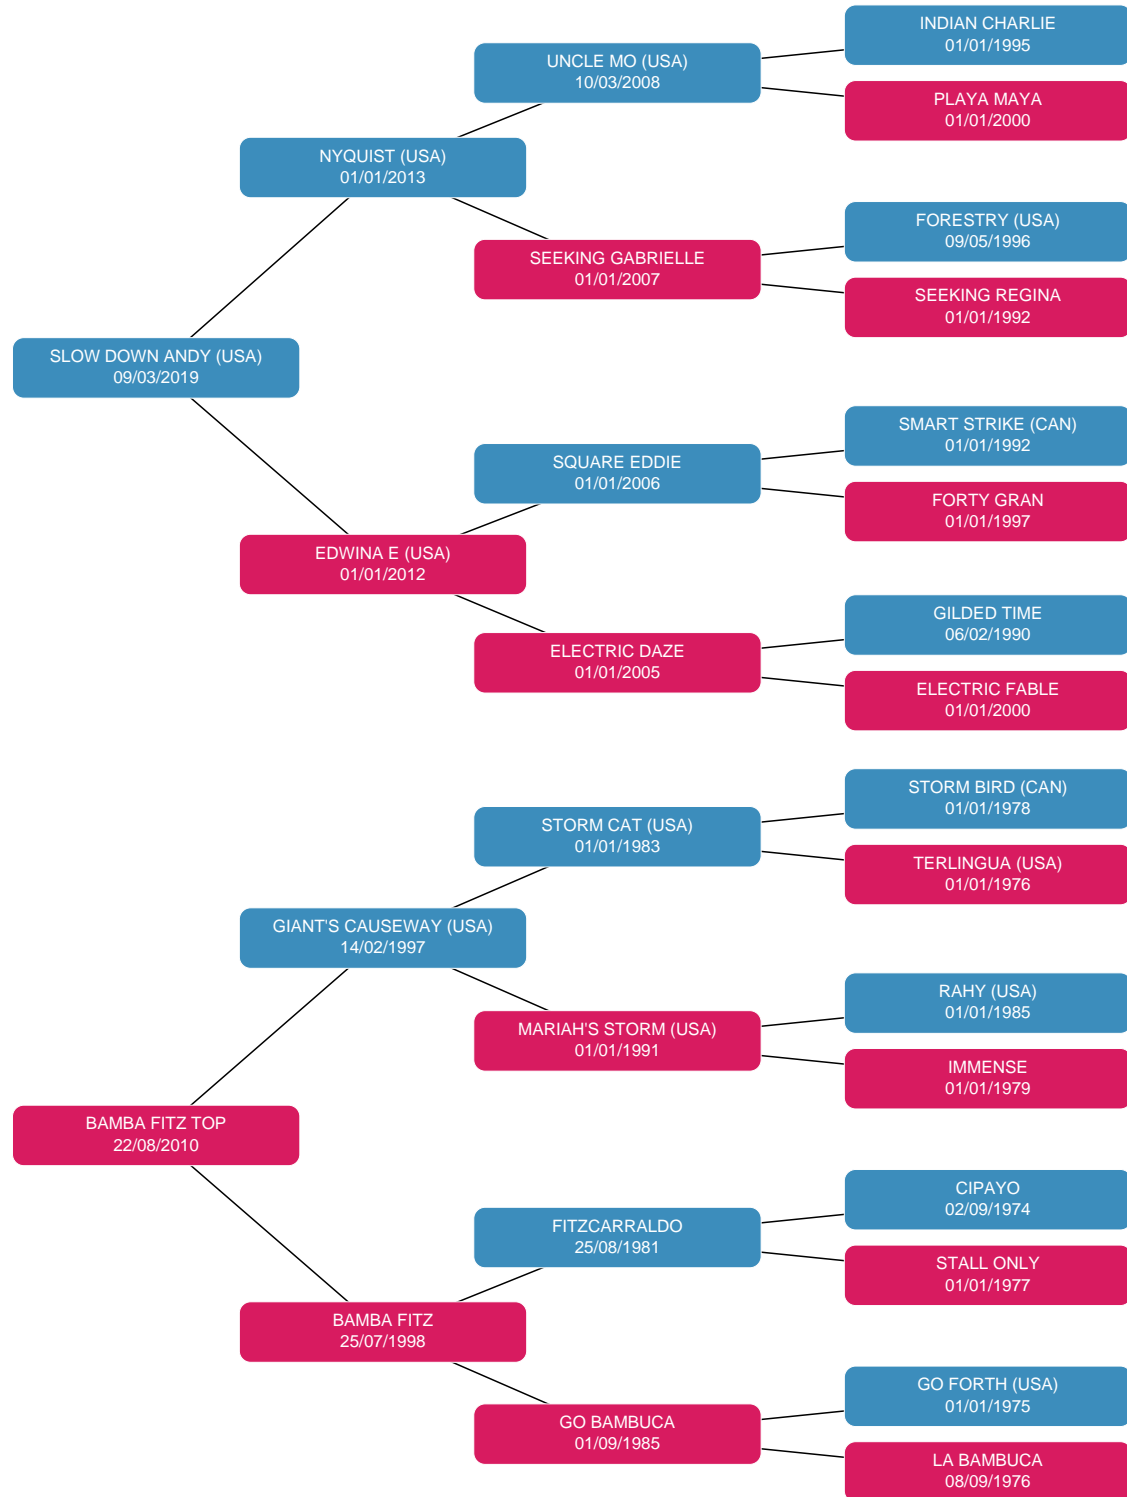 INDIAN CHARLIE
01/01/1995
UNCLE MO (USA)
10/03/2008
PLAYA MAYA
01/01/2000
NYQUIST (USA)
01/01/2013
FORESTRY (USA)
09/05/1996
SEEKING GABRIELLE
01/01/2007
SEEKING REGINA
01/01/1992
SLOW DOWN ANDY (USA)
09/03/2019
SMART STRIKE (CAN)
01/01/1992
SQUARE EDDIE
01/01/2006
FORTY GRAN
01/01/1997
EDWINA E (USA)
01/01/2012
GILDED TIME
06/02/1990
ELECTRIC DAZE
01/01/2005
ELECTRIC FABLE
01/01/2000
STORM BIRD (CAN)
01/01/1978
STORM CAT (USA)
01/01/1983
TERLINGUA (USA)
01/01/1976
GIANT'S CAUSEWAY (USA)
14/02/1997
RAHY (USA)
01/01/1985
MARIAH'S STORM (USA)
01/01/1991
IMMENSE
01/01/1979
BAMBA FITZ TOP
22/08/2010
CIPAYO
02/09/1974
FITZCARRALDO
25/08/1981
STALL ONLY
01/01/1977
BAMBA FITZ
25/07/1998
GO FORTH (USA)
01/01/1975
GO BAMBUCA
01/09/1985
LA BAMBUCA
08/09/1976